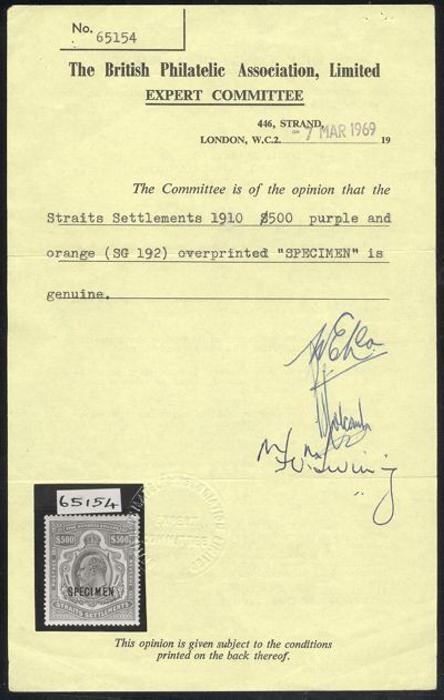 No. 65154
The British Philatelic Association, Limited
EXPERT COMMITTEE
446, STRAND,
LONDON, W.C.2. - 7 MAR 1969 19
The Committee is of the opinion that the
Straits Settlements 1910 $500 purple and
orange (SG 192) overprinted "SPECIMEN" is
genuine.
65154
$500 $500
SPECIMEN
STRAITS SETTLEMENTS
EXPERT
COMMITTEE
This opinion is given subject to the conditions
printed on the back thereof.